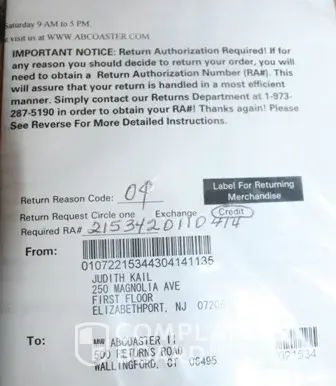 Saturday 9 AM to 5 PM.
visit us at WWW.ABCOASTER.COM
IMPORTANT NOTICE: Return Authorization Required! If for
any reason you should decide to return your order, you will
need to obtain a Return Authorization Number (RA#). This
will assure that your return is handled in a most efficient
manner. Simply contact our Returns Department at 1-973-
287-5190 in order to obtain your RA#! Thanks again! Please
See Reverse For More Detailed Instructions.
Return Reason Code: 04
Label For Returning
Merchandise
Return Request Circle one Exchange Credit
Required RA# 2153420110414
From:
01072215344304141135
JUDITH KAIL
250 MAGNOLIA AVE
FIRST FLOOR
ELIZABETHPORT, NJ
To:
MW ABCOASTER
500 RETURNS ROAD
WALLINGFORD, CT 06495
021534